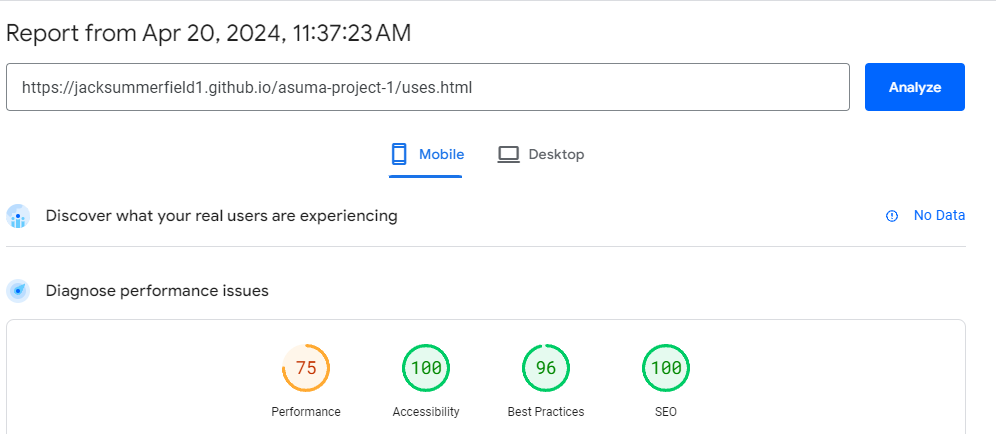 Report from Apr 20, 2024, 11:37:23 AM
https://jacksummerfield1.github.io/asuma-project-1/uses.html
Analyze
Mobile
Desktop
Discover what your real users are experiencing
No Data
Diagnose performance issues
75
100
96
100
Performance
Accessibility
Best Practices
SEO